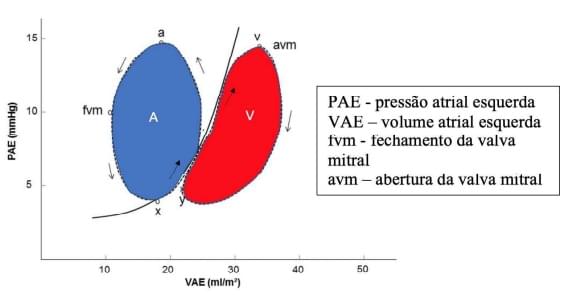 a
v
avm
15
fvm
10
A
V
PAE (mmHg)
5
x
y
10
20
30
40
50
VAE (ml/m²)
PAE - pressão atrial esquerda
VAE – volume atrial esquerda
fvm - fechamento da valva
mitral
avm – abertura da valva mitral